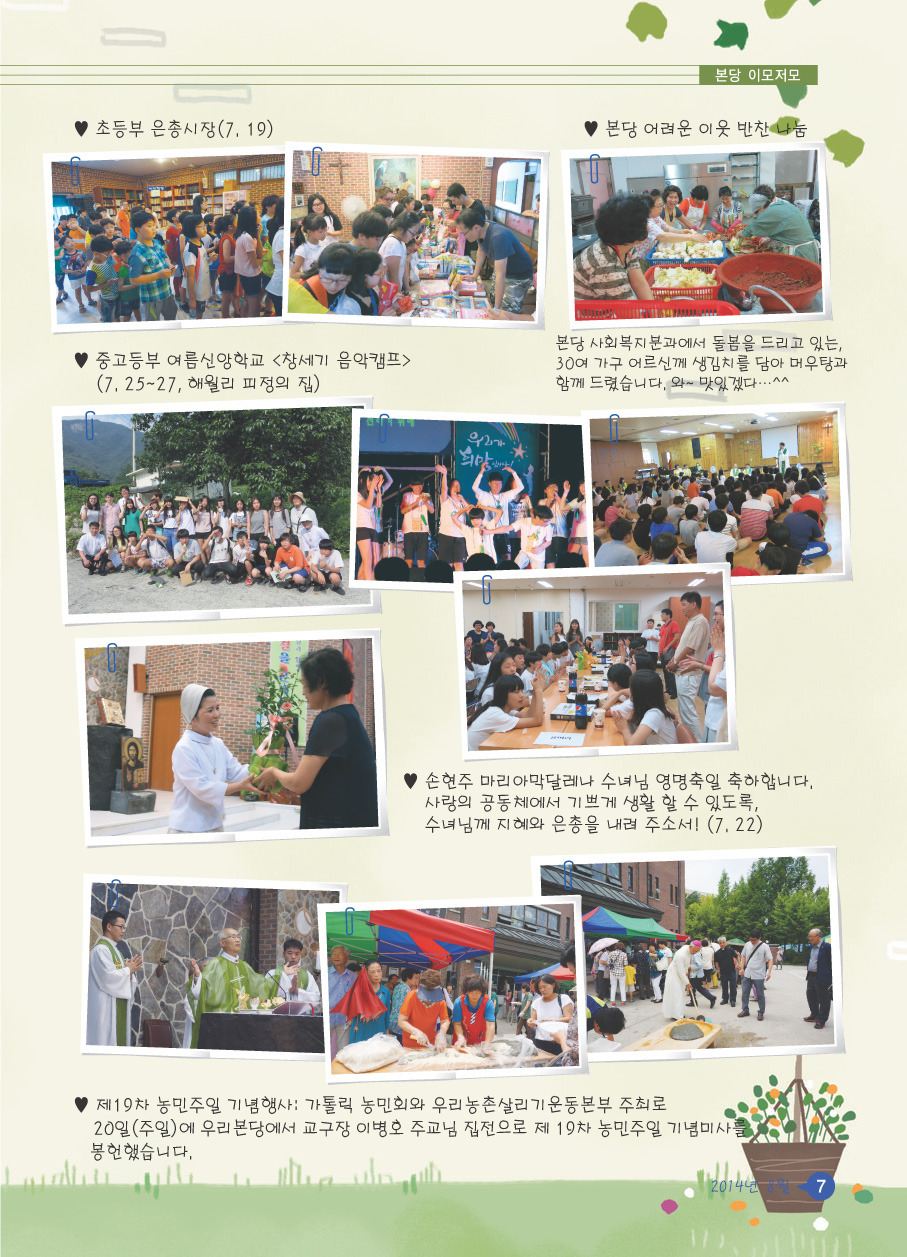 본당 이모저모
♥ 초등부 은총시장(7. 19)
♥ 본당 어려운 이웃 반찬 나눔
본당 사회복지분과에서 돌봄을 드리고 있는,
30여 가구 어르신께 생김치를 담아 머우탕과
함께 드렸습니다. 와~ 맛있겠다…^^
♥ 중고등부 여름신앙학교 <창세기 음악캠프>
(7. 25~27, 해월리 피정의 집)
우리가
희망
♥ 손현주 마리아막달레나 수녀님 영명축일 축하합니다.
사랑의 공동체에서 기쁘게 생활 할 수 있도록,
수녀님께 지혜와 은총을 내려 주소서! (7. 22)
♥ 제19차 농민주일 기념행사: 가톨릭 농민회와 우리농촌살리기운동본부 주최로
20일(주일)에 우리본당에서 교구장 이병호 주교님 집전으로 제 19차 농민주일 기념미사를
봉헌했습니다.
2014년 8월 7